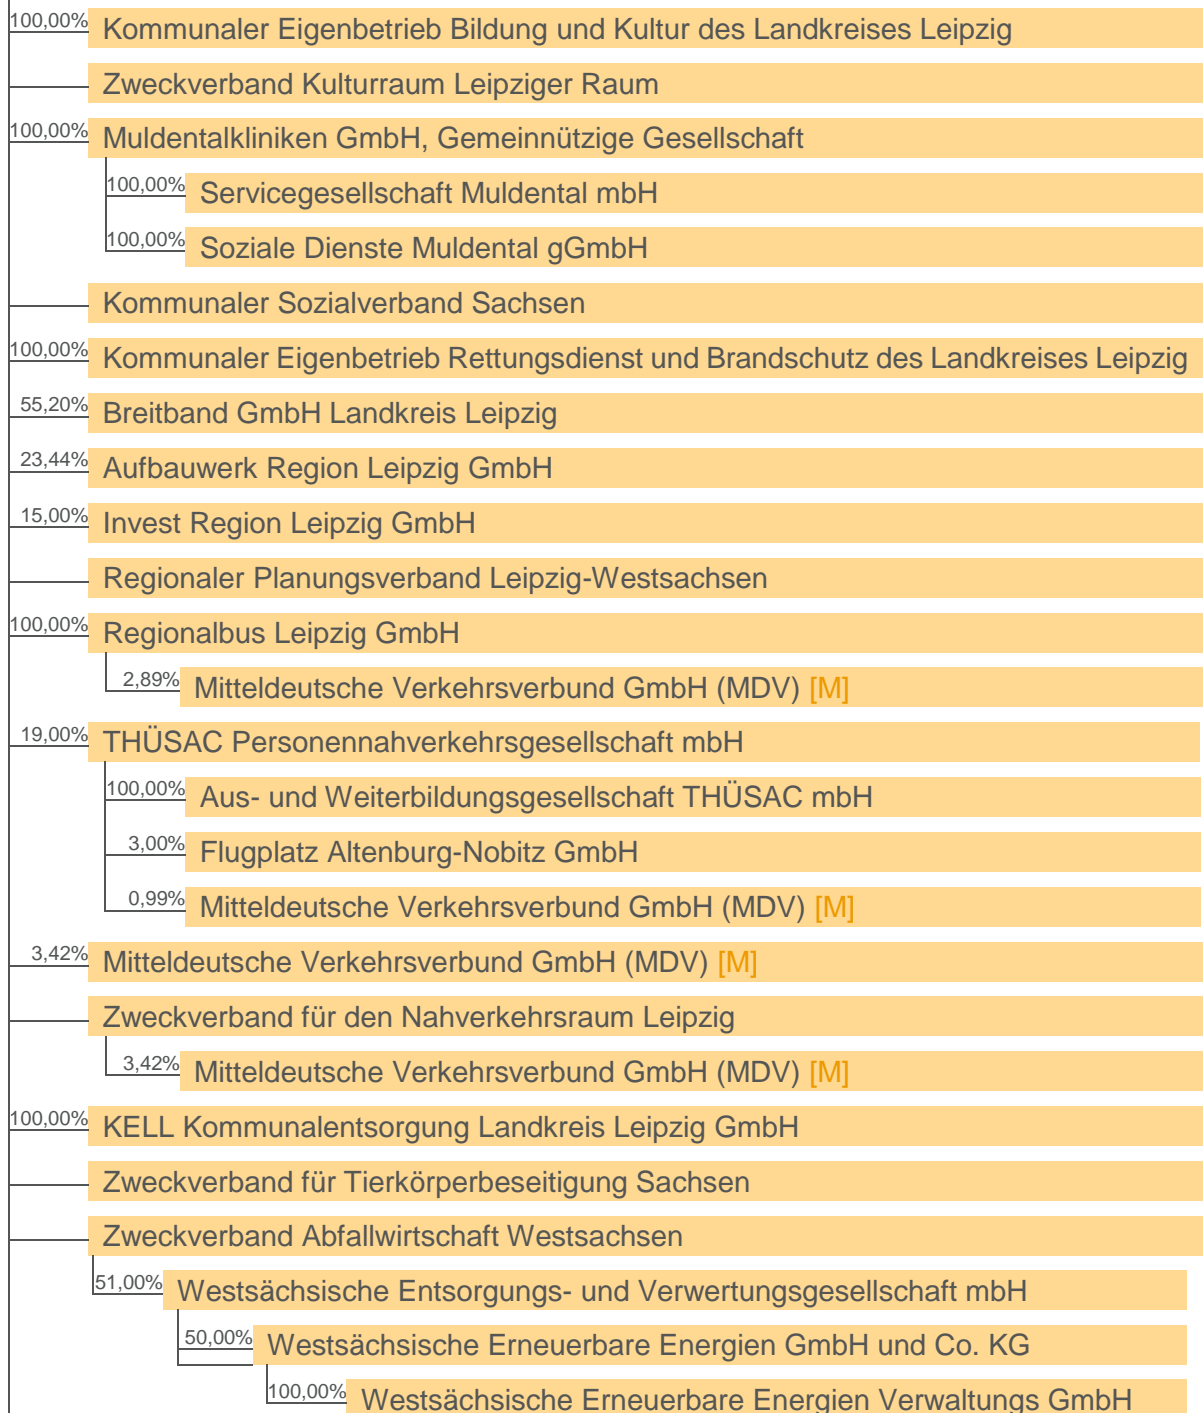 100,00% Kommunaler Eigenbetrieb Bildung und Kultur des Landkreises Leipzig
Zweckverband Kulturraum Leipziger Raum
100,00% Muldentalkliniken GmbH, Gemeinnützige Gesellschaft
100,00% Servicegesellschaft Muldental mbH
100,00% Soziale Dienste Muldental gGmbH
Kommunaler Sozialverband Sachsen
100,00% Kommunaler Eigenbetrieb Rettungsdienst und Brandschutz des Landkreises Leipzig
55,20% Breitband GmbH Landkreis Leipzig
23,44% Aufbauwerk Region Leipzig GmbH
15,00% Invest Region Leipzig GmbH
Regionaler Planungsverband Leipzig-Westsachsen
100,00% Regionalbus Leipzig GmbH
2,89% Mitteldeutsche Verkehrsverbund GmbH (MDV) [M]
19,00% THÜSAC Personennahverkehrsgesellschaft mbH
100,00% Aus- und Weiterbildungsgesellschaft THÜSAC mbH
3,00% Flugplatz Altenburg-Nobitz GmbH
0,99% Mitteldeutsche Verkehrsverbund GmbH (MDV) [M]
3,42% Mitteldeutsche Verkehrsverbund GmbH (MDV) [M]
Zweckverband für den Nahverkehrsraum Leipzig
3,42% Mitteldeutsche Verkehrsverbund GmbH (MDV) [M]
100,00% KELL Kommunalentsorgung Landkreis Leipzig GmbH
Zweckverband für Tierkörperbeseitigung Sachsen
Zweckverband Abfallwirtschaft Westsachsen
51,00% Westsächsische Entsorgungs- und Verwertungsgesellschaft mbH
50,00% Westsächsische Erneuerbare Energien GmbH und Co. KG
100,00% Westsächsische Erneuerbare Energien Verwaltungs GmbH